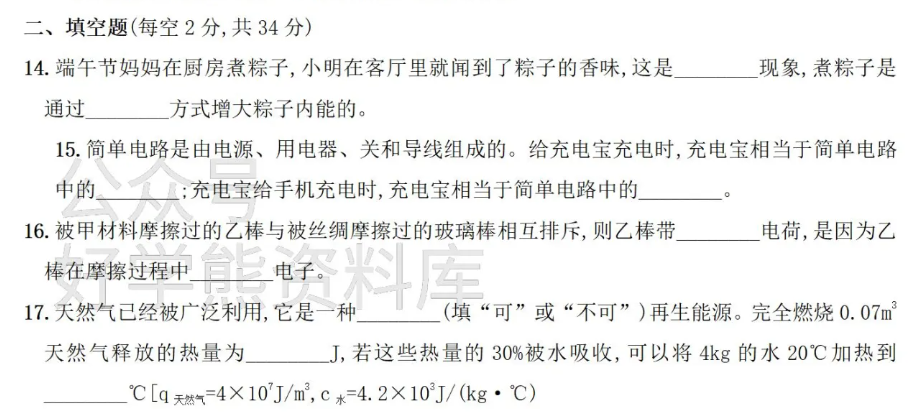 二、填空题(每空2分,共34分)
14.端午节妈妈在厨房煮粽子,小明在客厅里就闻到了粽子的香味,这是________现象,煮粽子是
通过________方式增大粽子内能的。
15.简单电路是由电源、用电器、关和导线组成的。给充电宝充电时,充电宝相当于简单电路
中的________;充电宝给手机充电时,充电宝相当于简单电路中的________。
公众号
16.被甲材料摩擦过的乙棒与被丝绸摩擦过的玻璃棒相互排斥,则乙棒带________电荷,是因为乙
棒在摩擦过程中________电子。
好学熊资料库
17.天然气已经被广泛利用,它是一种________(填“可”或“不可”)再生能源。完全燃烧0.07m³
天然气释放的热量为________J,若这些热量的30%被水吸收,可以将4kg的水20℃加热到
________℃[q天然气=4×10⁷J/m³,c水=4.2×10³J/(kg·℃)